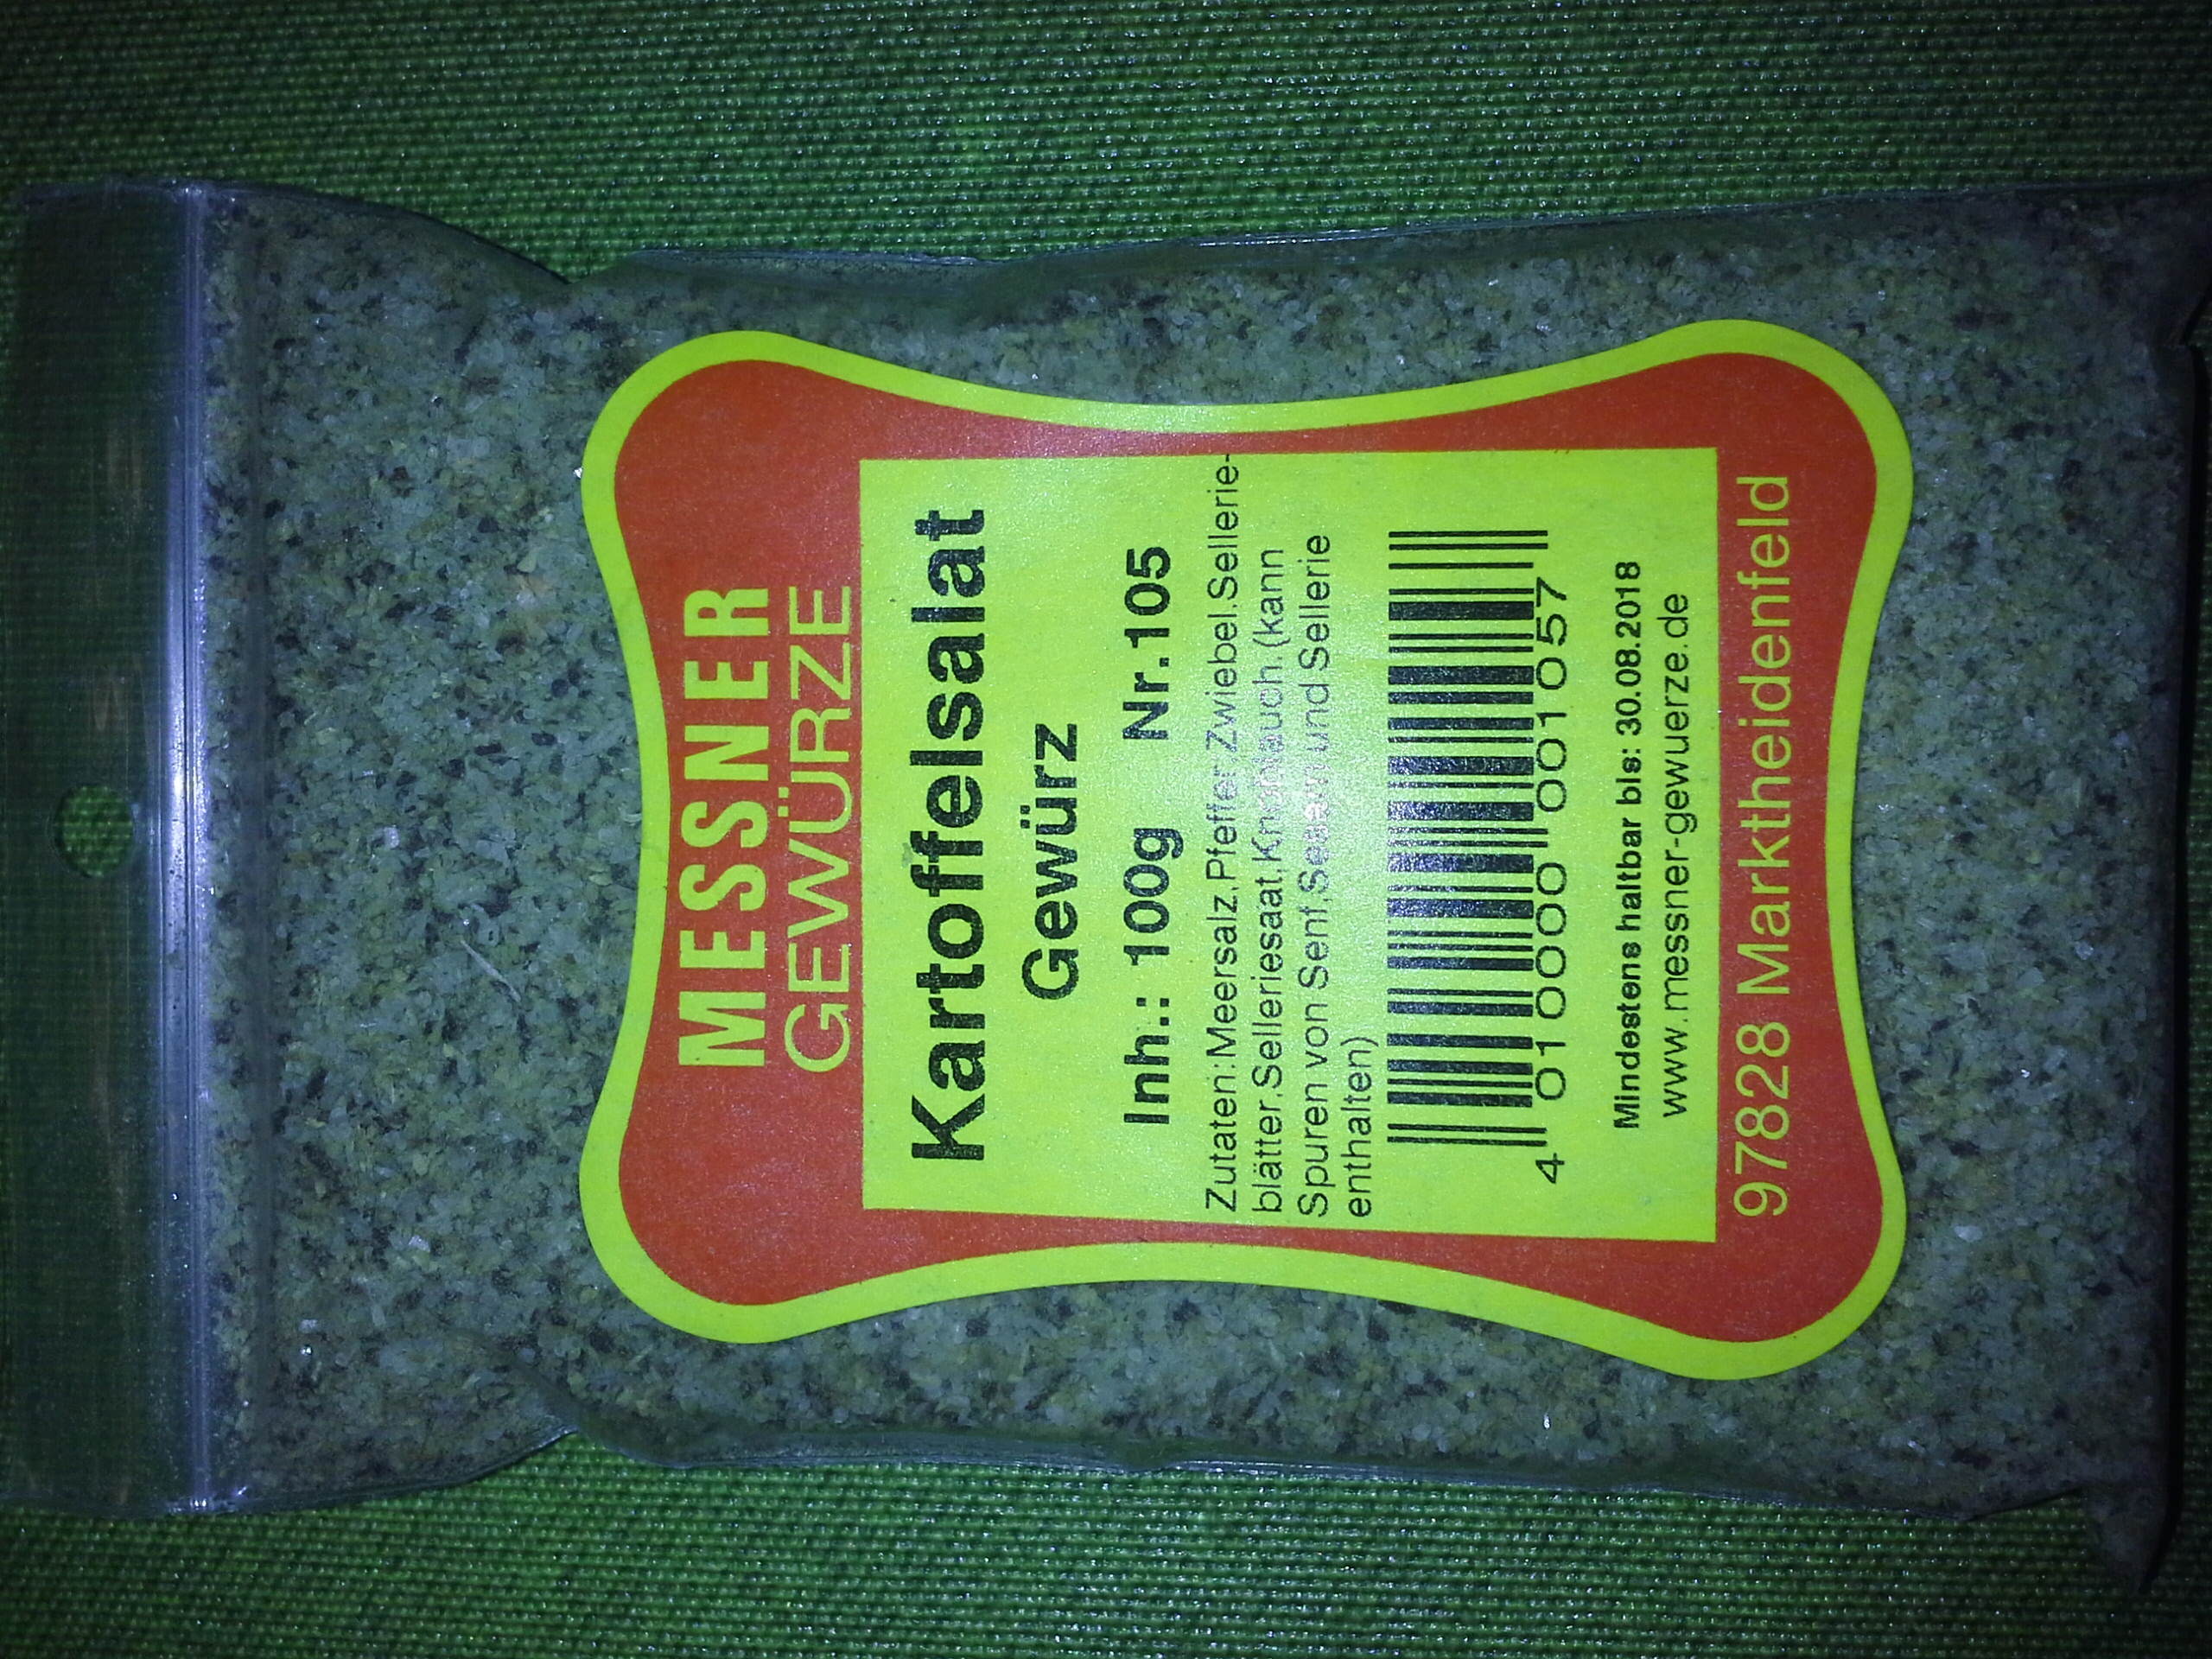 MESSNER
GEWÜRZE
Kartoffelsalat
Gewürz
Inh.: 100g Nr.105
Zutaten:Meersalz,Pfeffer,Zwiebel,Sellerie-
blätter,Selleriesaat,Knoblauch,(kann
Spuren von Senf,Sesam und Sellerie
enthalten)
4 010000 001057
Mindestens haltbar bis: 30.08.2018
www.messner-gewuerze.de
97828 Marktheidenfeld